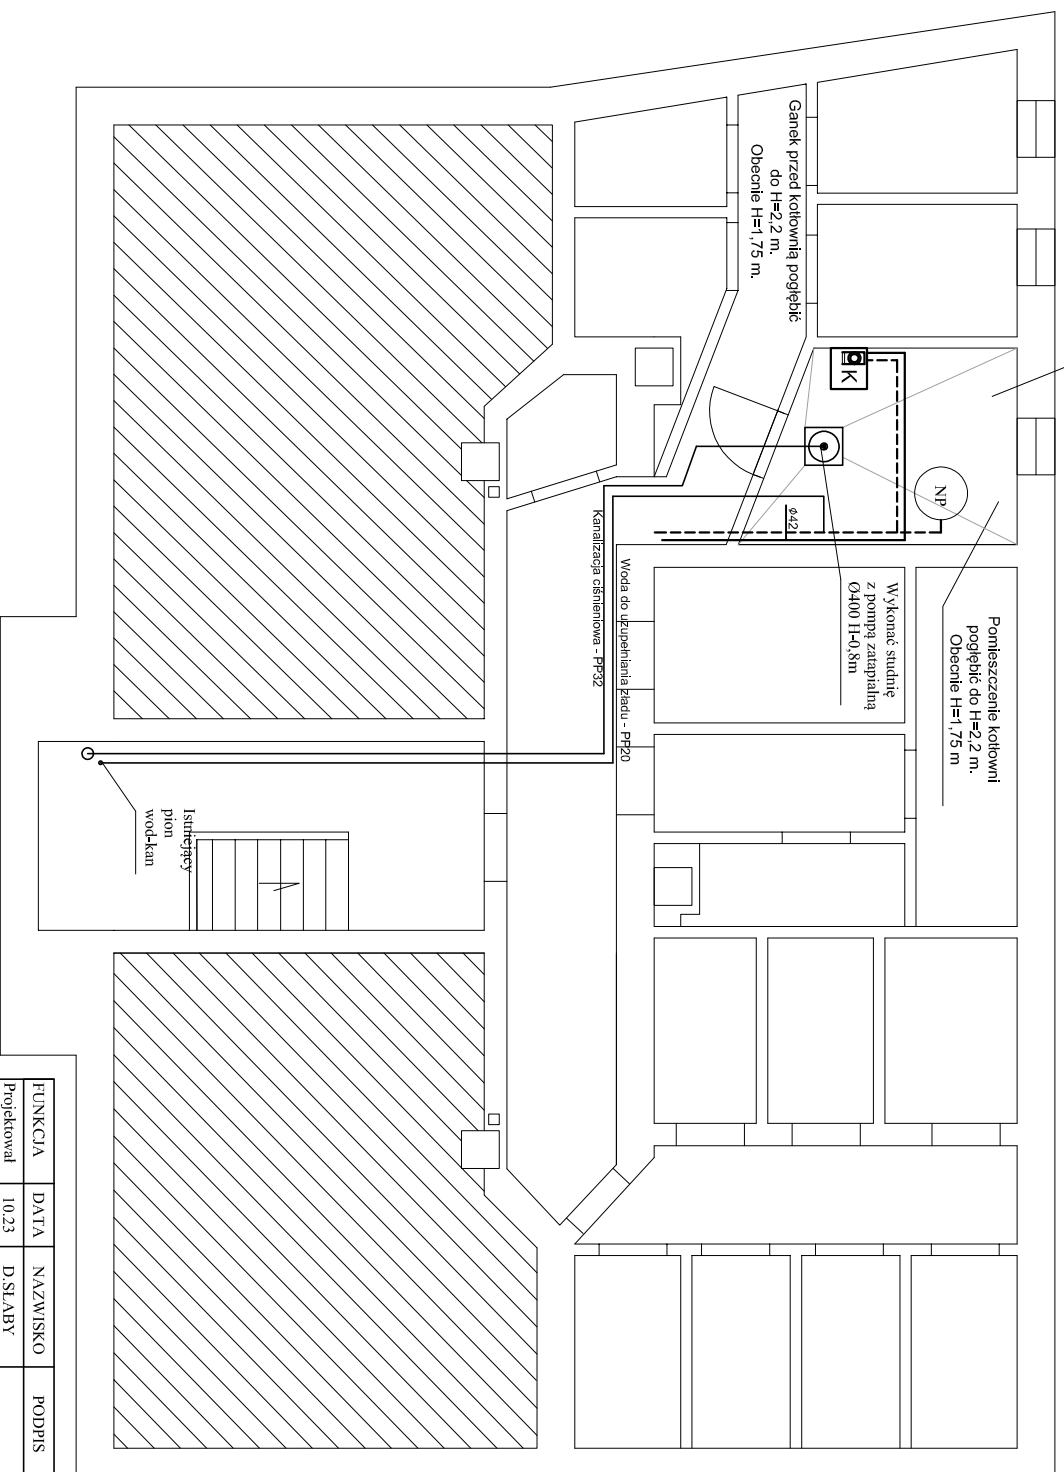 Ganek przed kotłownią pogłębić
do H=2,2 m.
Obecnie H=1,75 m.
K
NP
ø42
Pomieszczenie kotłowni
pogłębić do H=2,2 m.
Obecnie H=1,75 m
Wykonać studnię
z pompą zatapialną
Ø400 H-0,8m
Woda do uzupełniania zładu - PP20
Kanalizacja ciśnieniowa - PP32
Istniejący
pion
wod-kan
FUNKCJA DATA NAZWISKO PODPIS
Projektował 10.23 D.SŁABY